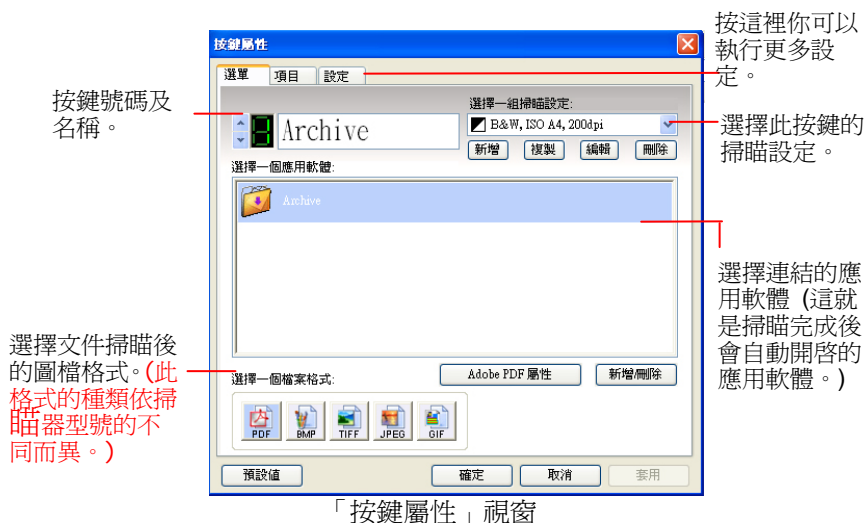 按這裡你可以
執行更多設
定。
按鍵屬性
選單 項目 設定
按鍵號碼及
名稱。
選擇一組掃瞄設定:
Archive
B&W, ISO A4, 200dpi
選擇此按鍵的
掃瞄設定。
新增 複製 編輯 刪除
選擇一個應用軟體:
Archive
選擇連結的應
用軟體 (這就
是掃瞄完成後
會自動開啓的
應用軟體。)
選擇文件掃瞄後
的圖檔格式。(此
格式的種類依掃
瞄器型號的不
同而異。)
選擇一個檔案格式:
Adobe PDF 屬性 新增/刪除
PDF BMP TIFF JPEG GIF
預設值 確定 取消 套用
「按鍵屬性」視窗